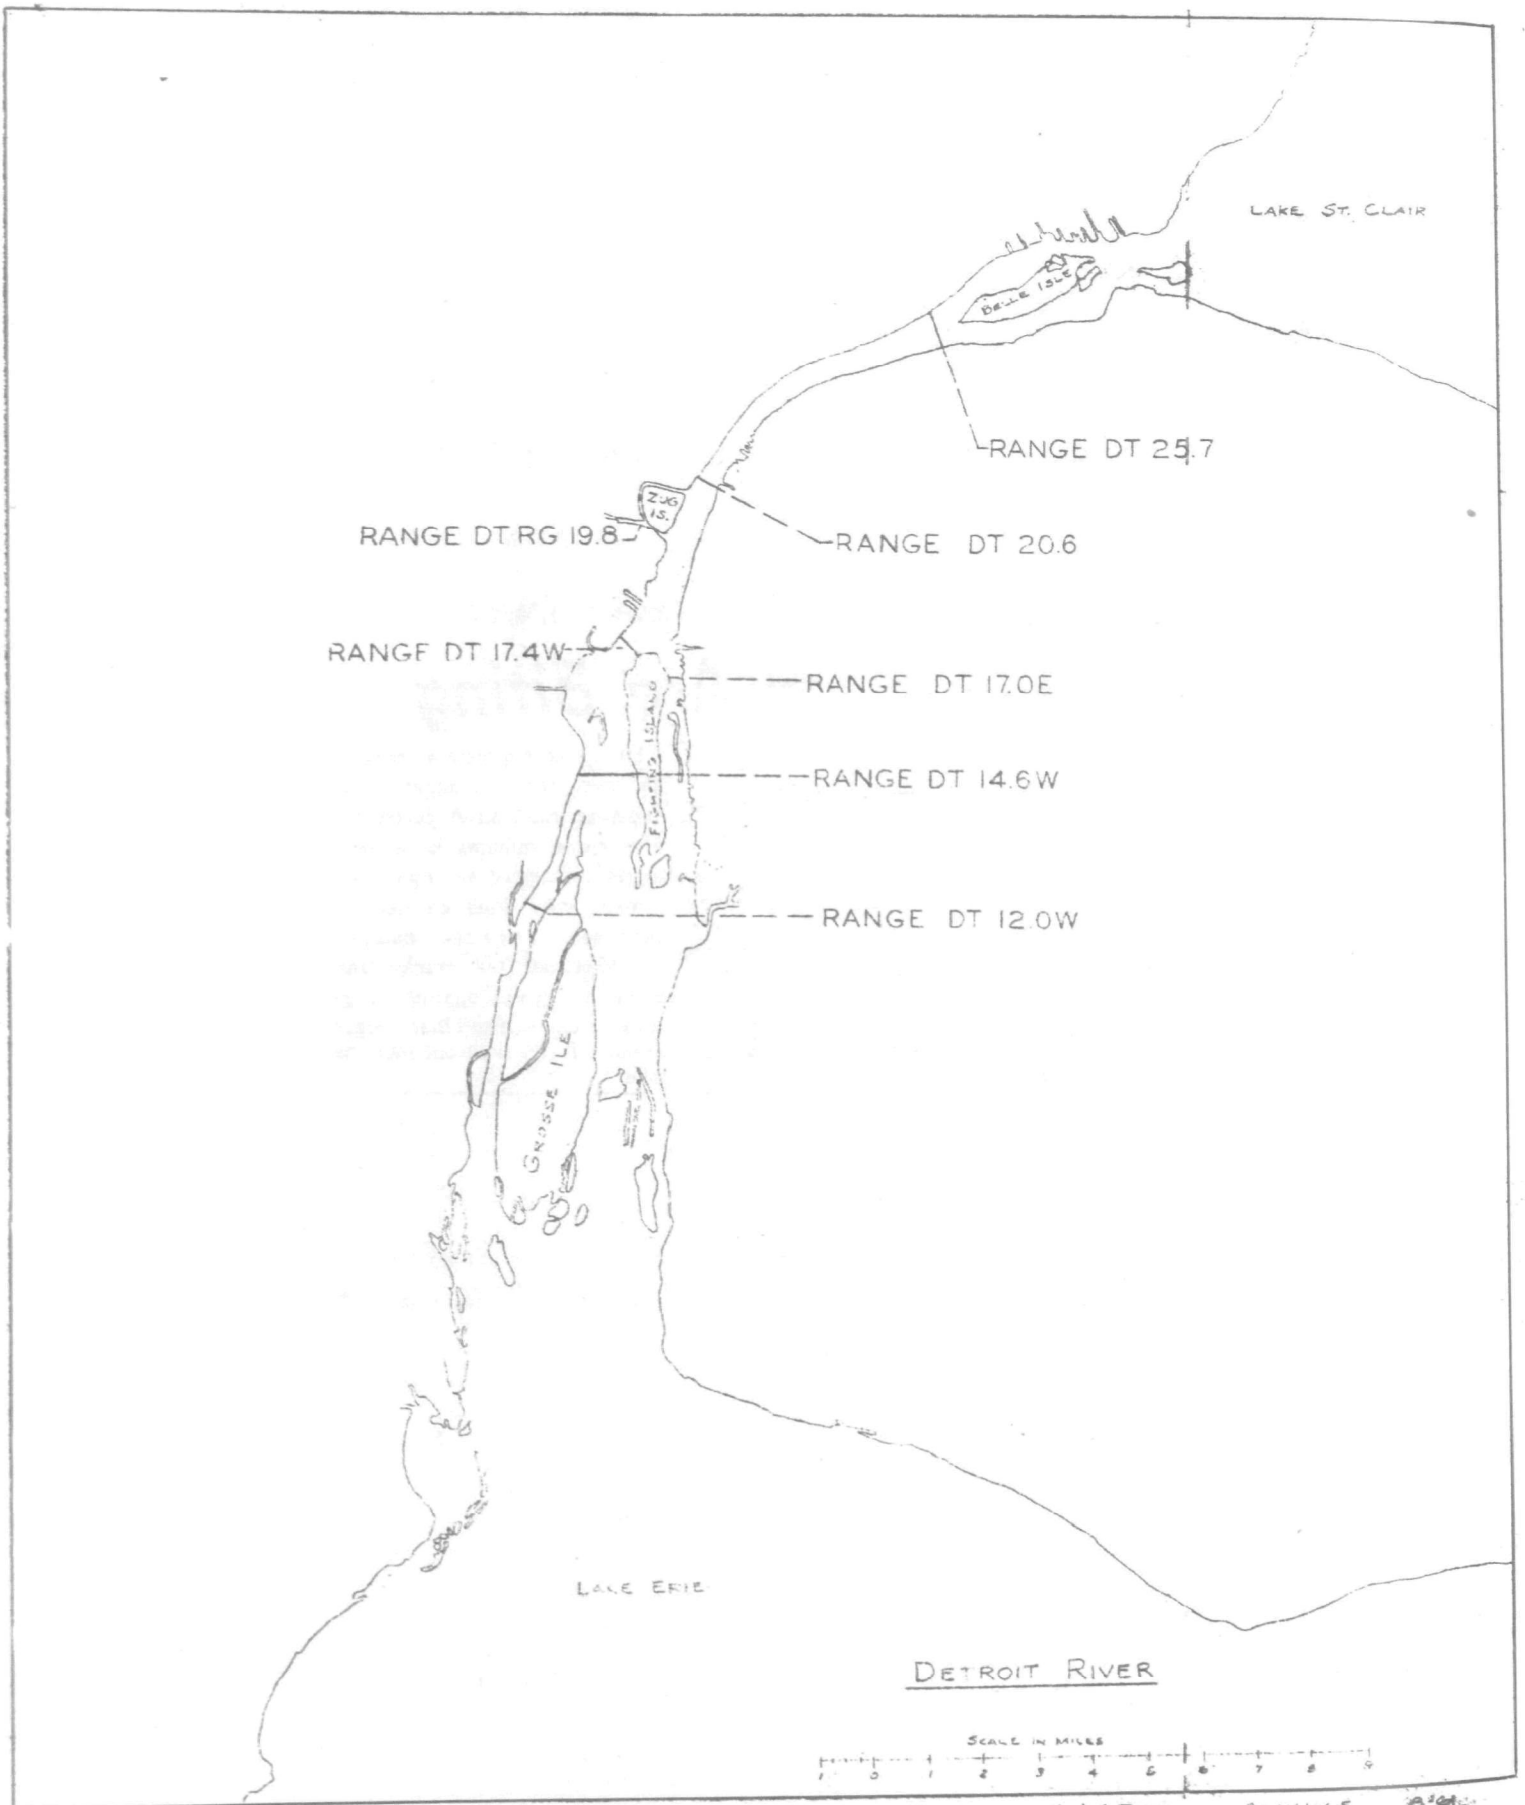 LAKE ST. CLAIR
BELLE ISLE
RANGE DT 25.7
ZUG
IS.
RANGE DT RG 19.8
RANGE DT 20.6
RANGE DT 17.4W
RANGE DT 17.0E
FIGHTING ISLAND
RANGE DT 14.6W
RANGE DT 12.0W
GROSSE ILE
LAKE ERIE
DETROIT RIVER
SCALE IN MILES
1 0 1 2 3 4 5 6 7 8 9